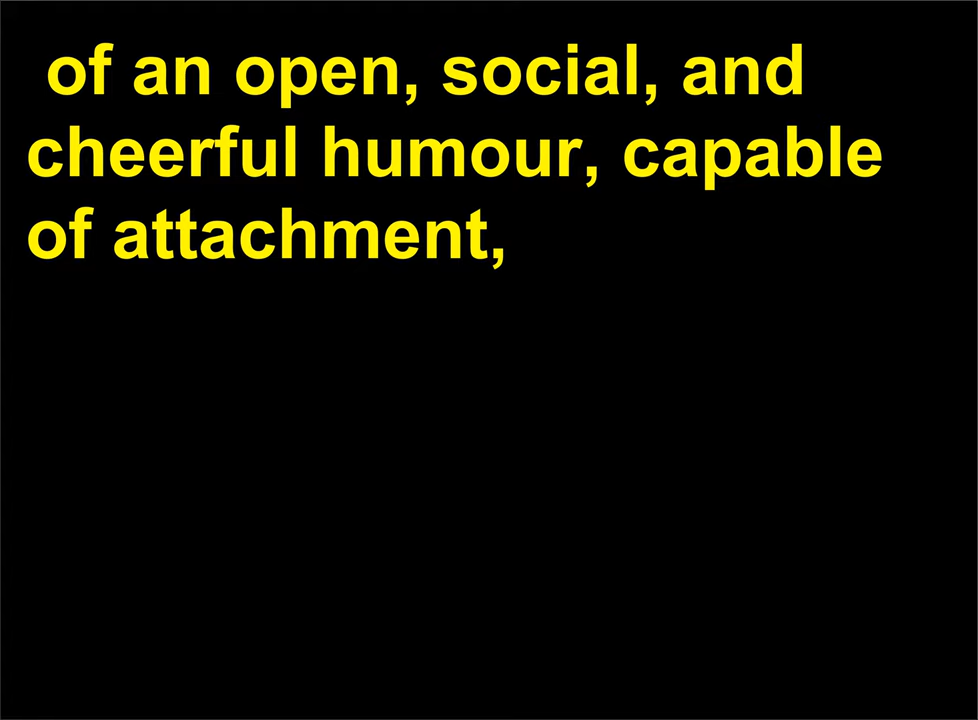 of an open, social, and
cheerful humour, capable
of attachment,